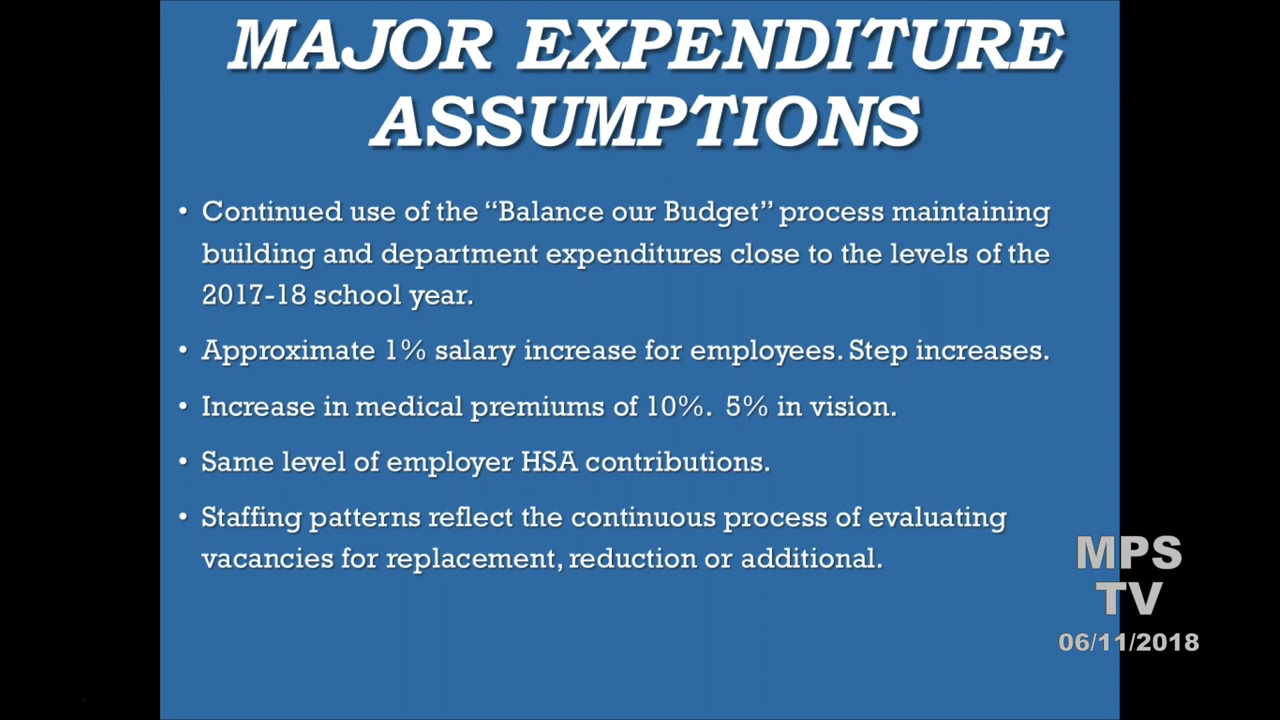 MAJOR EXPENDITURE
ASSUMPTIONS
• Continued use of the “Balance our Budget” process maintaining
building and department expenditures close to the levels of the
2017-18 school year.
• Approximate 1% salary increase for employees. Step increases.
• Increase in medical premiums of 10%.  5% in vision.
• Same level of employer HSA contributions.
• Staffing patterns reflect the continuous process of evaluating
vacancies for replacement, reduction or additional.
MPS
TV
06/11/2018